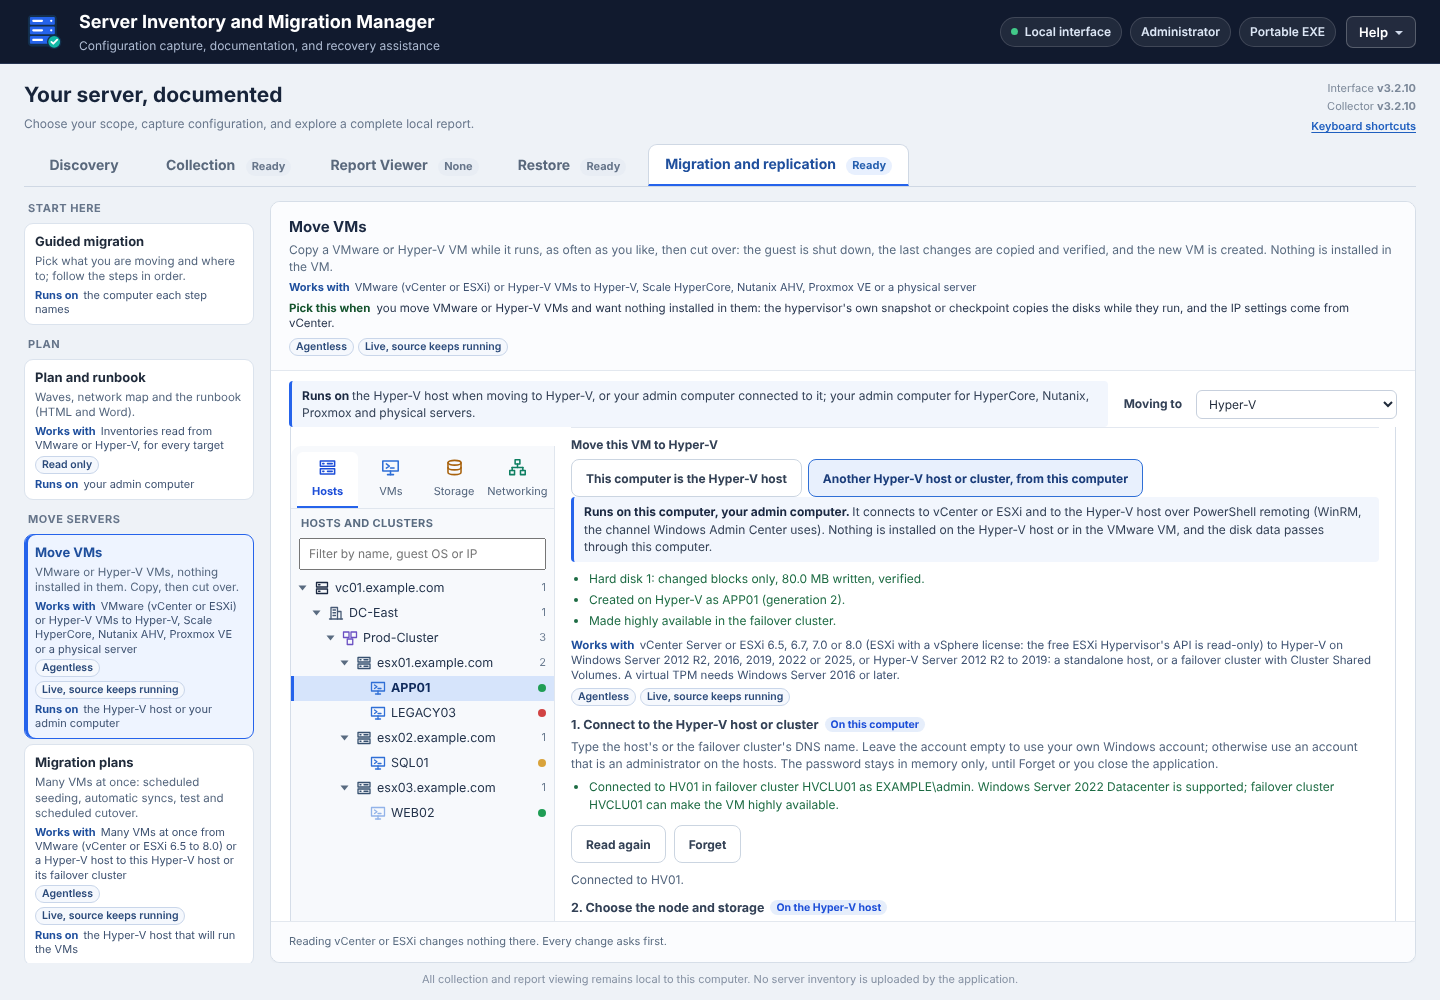 Server Inventory and Migration Manager
Configuration capture, documentation, and recovery assistance
Local interface
Administrator
Portable EXE
Help
Your server, documented
Choose your scope, capture configuration, and explore a complete local report.
Interface v3.2.10
Collector v3.2.10
Keyboard shortcuts
Discovery
Collection Ready
Report Viewer None
Restore Ready
Migration and replication Ready
START HERE
Guided migration
Pick what you are moving and where
to; follow the steps in order.
Runs on the computer each step
names
PLAN
Plan and runbook
Waves, network map and the runbook
(HTML and Word).
Works with Inventories read from
VMware or Hyper-V, for every target
Read only
Runs on your admin computer
MOVE SERVERS
Move VMs
VMware or Hyper-V VMs, nothing
installed in them. Copy, then cut over.
Works with VMware (vCenter or ESXi)
or Hyper-V VMs to Hyper-V, Scale
HyperCore, Nutanix AHV, Proxmox VE
or a physical server
Agentless
Live, source keeps running
Runs on the Hyper-V host or your
admin computer
Migration plans
Many VMs at once: scheduled
seeding, automatic syncs, test and
scheduled cutover.
Works with Many VMs at once from
VMware (vCenter or ESXi 6.5 to 8.0) or
a Hyper-V host to this Hyper-V host or
its failover cluster
Agentless
Live, source keeps running
Runs on the Hyper-V host that will run
the VMs
Move VMs
Copy a VMware or Hyper-V VM while it runs, as often as you like, then cut over: the guest is shut down, the last changes are copied and verified, and the new VM is created. Nothing is installed in
the VM.
Works with VMware (vCenter or ESXi) or Hyper-V VMs to Hyper-V, Scale HyperCore, Nutanix AHV, Proxmox VE or a physical server
Pick this when you move VMware or Hyper-V VMs and want nothing installed in them: the hypervisor's own snapshot or checkpoint copies the disks while they run, and the IP settings come from
vCenter.
Agentless
Live, source keeps running
Runs on the Hyper-V host when moving to Hyper-V, or your admin computer connected to it; your admin computer for HyperCore, Nutanix,
Proxmox and physical servers.
Moving to
Hyper-V
Hosts
VMs
Storage
Networking
HOSTS AND CLUSTERS
Filter by name, guest OS or IP
vc01.example.com 1
DC-East 1
Prod-Cluster 3
esx01.example.com 2
APP01
LEGACY03
esx02.example.com 1
SQL01
esx03.example.com 1
WEB02
Move this VM to Hyper-V
This computer is the Hyper-V host
Another Hyper-V host or cluster, from this computer
Runs on this computer, your admin computer. It connects to vCenter or ESXi and to the Hyper-V host over PowerShell remoting (WinRM,
the channel Windows Admin Center uses). Nothing is installed on the Hyper-V host or in the VMware VM, and the disk data passes
through this computer.
Hard disk 1: changed blocks only, 80.0 MB written, verified.
Created on Hyper-V as APP01 (generation 2).
Made highly available in the failover cluster.
Works with vCenter Server or ESXi 6.5, 6.7, 7.0 or 8.0 (ESXi with a vSphere license: the free ESXi Hypervisor's API is read-only) to Hyper-V on
Windows Server 2012 R2, 2016, 2019, 2022 or 2025, or Hyper-V Server 2012 R2 to 2019: a standalone host, or a failover cluster with Cluster Shared
Volumes. A virtual TPM needs Windows Server 2016 or later.
Agentless
Live, source keeps running
1. Connect to the Hyper-V host or cluster On this computer
Type the host's or the failover cluster's DNS name. Leave the account empty to use your own Windows account; otherwise use an account
that is an administrator on the hosts. The password stays in memory only, until Forget or you close the application.
Connected to HV01 in failover cluster HVCLU01 as EXAMPLE\admin. Windows Server 2022 Datacenter is supported; failover cluster
HVCLU01 can make the VM highly available.
Read again
Forget
Connected to HV01.
2. Choose the node and storage On the Hyper-V host
Reading vCenter or ESXi changes nothing there. Every change asks first.
All collection and report viewing remains local to this computer. No server inventory is uploaded by the application.